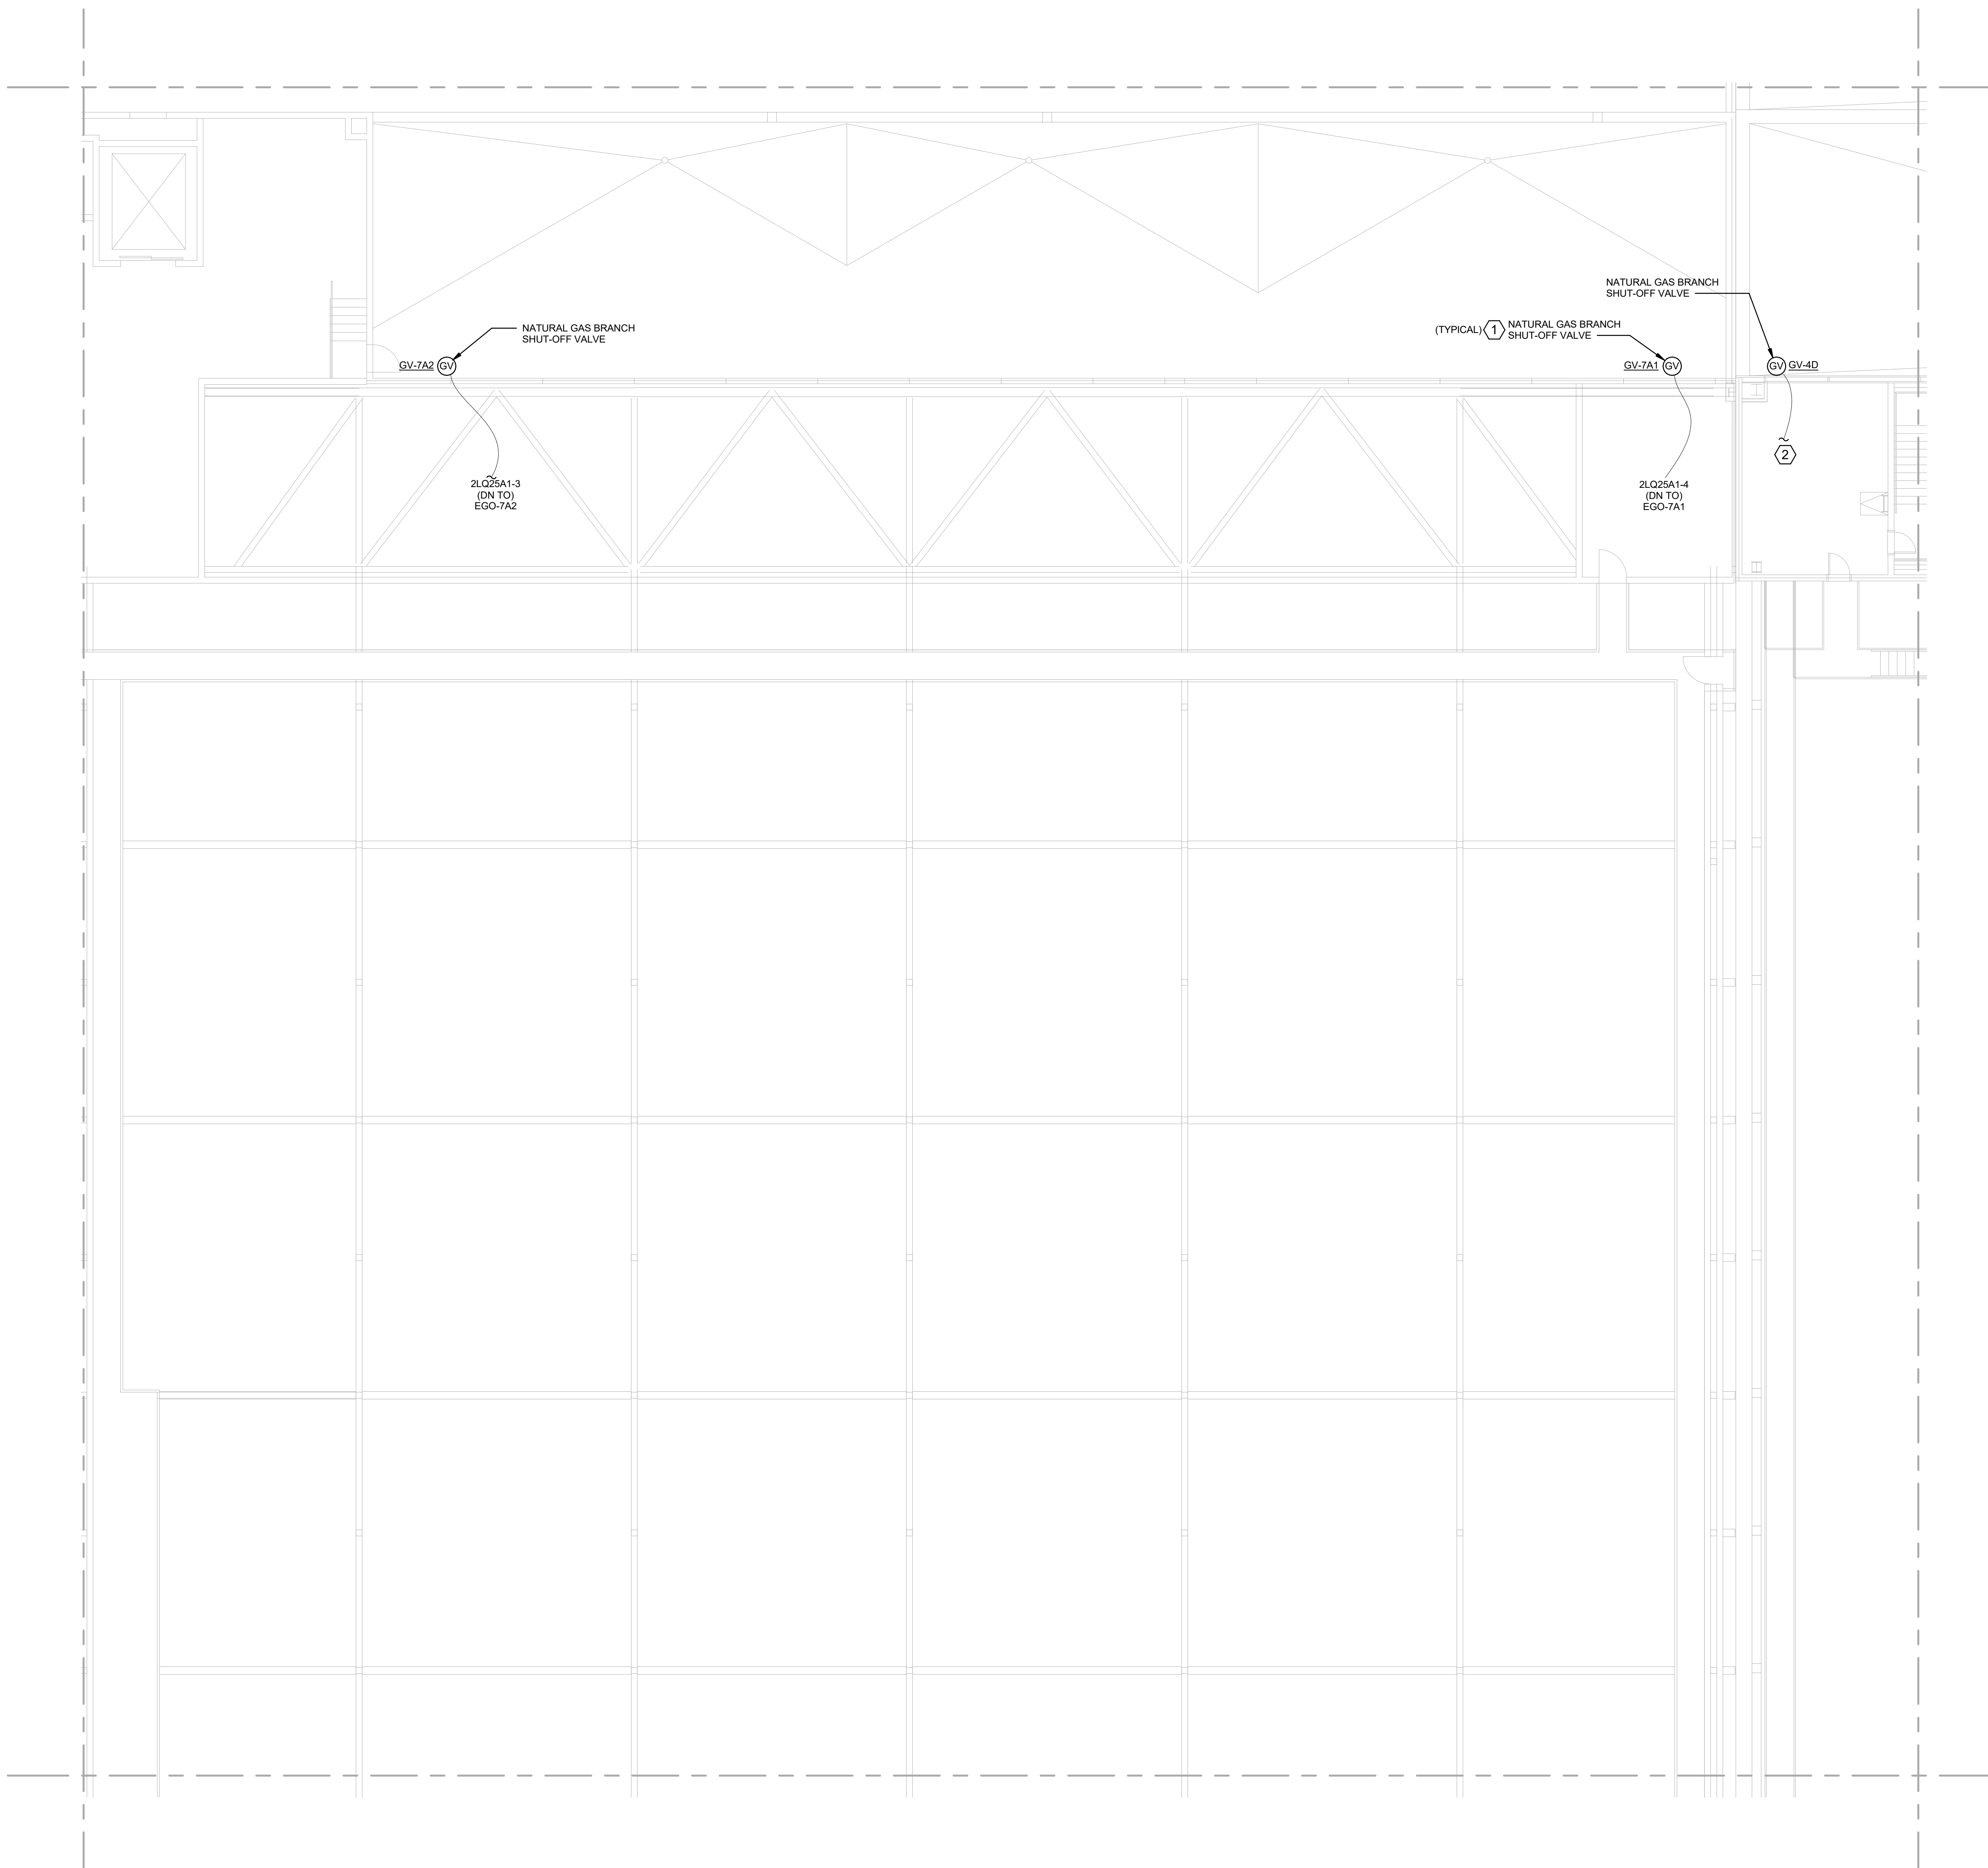 NATURAL GAS BRANCH
SHUT-OFF VALVE
(TYPICAL) 1 NATURAL GAS BRANCH
SHUT-OFF VALVE
NATURAL GAS BRANCH
SHUT-OFF VALVE
GV-7A2 GV
GV-7A1 GV
GV GV-4D
2
2LQ25A1-3
(DN TO)
EGO-7A2
2LQ25A1-4
(DN TO)
EGO-7A1